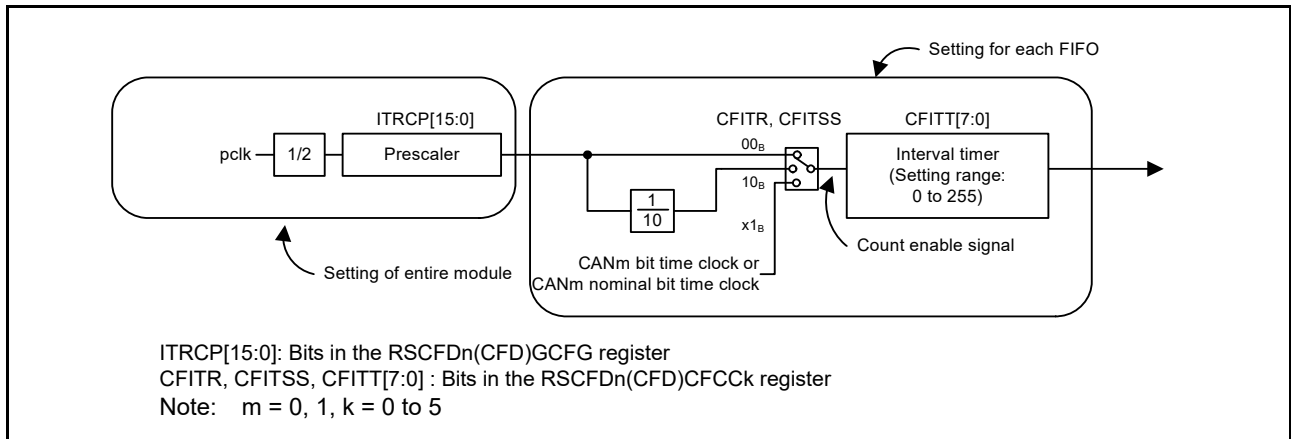 Setting for each FIFO
ITRCP[15:0]
CFITR, CFITSS
CFITT[7:0]
pclk
1/2
Prescaler
00B
Interval timer
(Setting range:
0 to 255)
10B
1
10
x1B
Count enable signal
CANm bit time clock or
CANm nominal bit time clock
Setting of entire module
ITRCP[15:0]: Bits in the RSCFDn(CFD)GCFG register
CFITR, CFITSS, CFITT[7:0] : Bits in the RSCFDn(CFD)CFCCk register
Note: m = 0, 1, k = 0 to 5